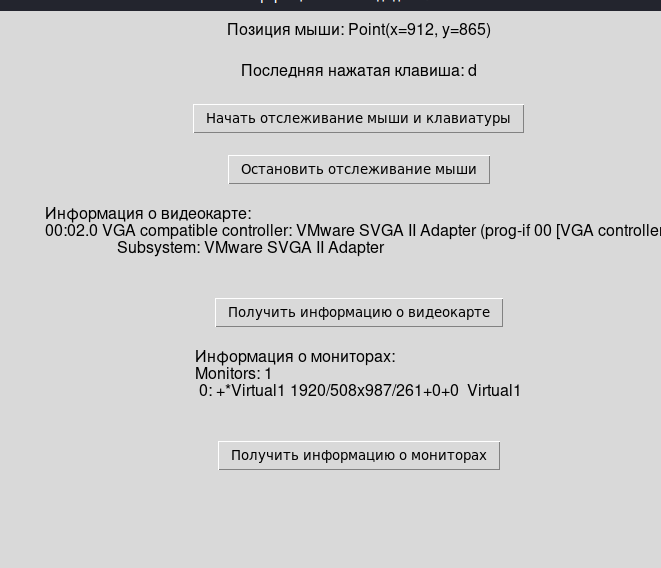 Позиция мыши: Point(x=912, y=865)
Последняя нажатая клавиша: d
Начать отслеживание мыши и клавиатуры
Остановить отслеживание мыши
Информация о видеокарте:
00:02.0 VGA compatible controller: VMware SVGA II Adapter (prog-if 00 [VGA controller
Subsystem: VMware SVGA II Adapter
Получить информацию о видеокарте
Информация о мониторах:
Monitors: 1
0: +*Virtual1 1920/508x987/261+0+0  Virtual1
Получить информацию о мониторах